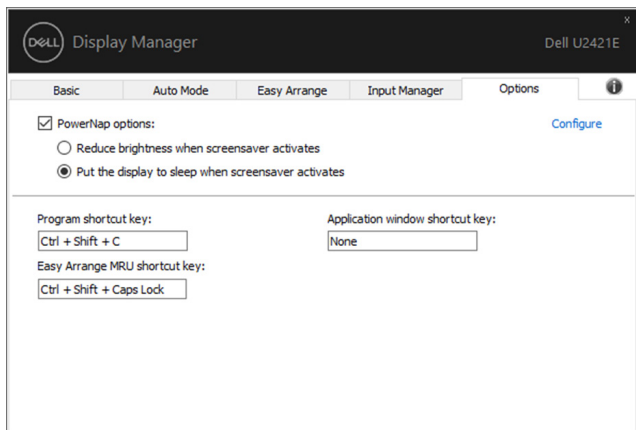 x
DELL Display Manager Dell U2421E
Basic Auto Mode Easy Arrange Input Manager Options i
PowerNap options: Configure
Reduce brightness when screensaver activates
Put the display to sleep when screensaver activates
Program shortcut key: Application window shortcut key:
Ctrl + Shift + C None
Easy Arrange MRU shortcut key:
Ctrl + Shift + Caps Lock